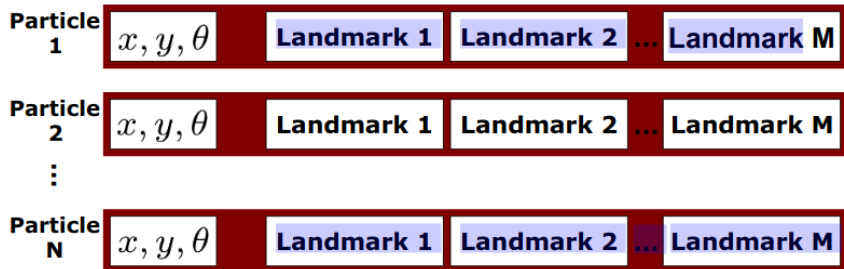 Particle 1 x, y, θ Landmark 1 Landmark 2 ... Landmark M
Particle 2 x, y, θ Landmark 1 Landmark 2 ... Landmark M
⋮
Particle N x, y, θ Landmark 1 Landmark 2 ... Landmark M